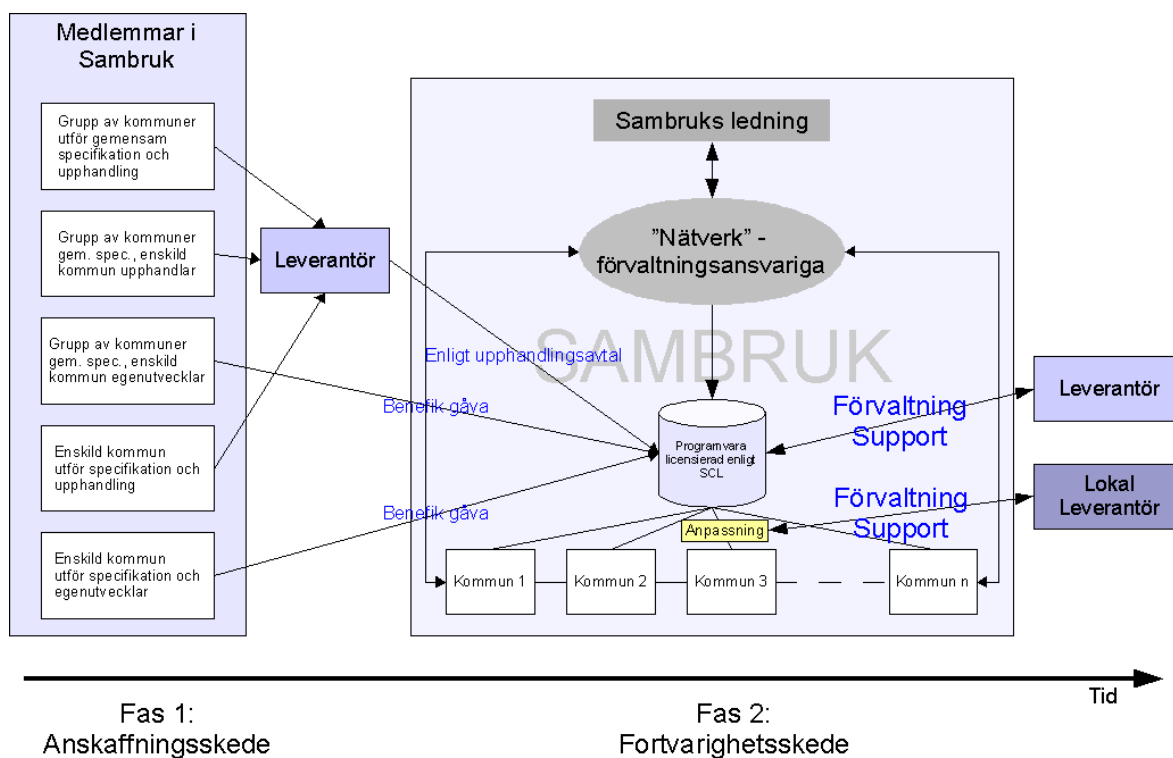 Medlemmar i
Sambruk
Grupp av kommuner
utför gemensam
specifikation och
upphandling
Grupp av kommuner
gem. spec., enskild
kommun upphandlar
Grupp av kommuner
gem. spec., enskild
kommun egenutvecklar
Enskild kommun
utför specifikation och
upphandling
Enskild kommun
utför specifikation och
egenutvecklar
Leverantör
Enligt upphandlingsavtal
Benefik gåva
Benefik gåva
Sambruks ledning
"Nätverk" -
förvaltningsansvariga
SAMBRUK
Programvara
licensierad enligt
SCL
Anpassning
Kommun 1
Kommun 2
Kommun 3
Kommun n
Förvaltning
Support
Förvaltning
Support
Leverantör
Lokal
Leverantör
Tid
Fas 1:
Anskaffningsskede
Fas 2:
Fortvarighetsskede